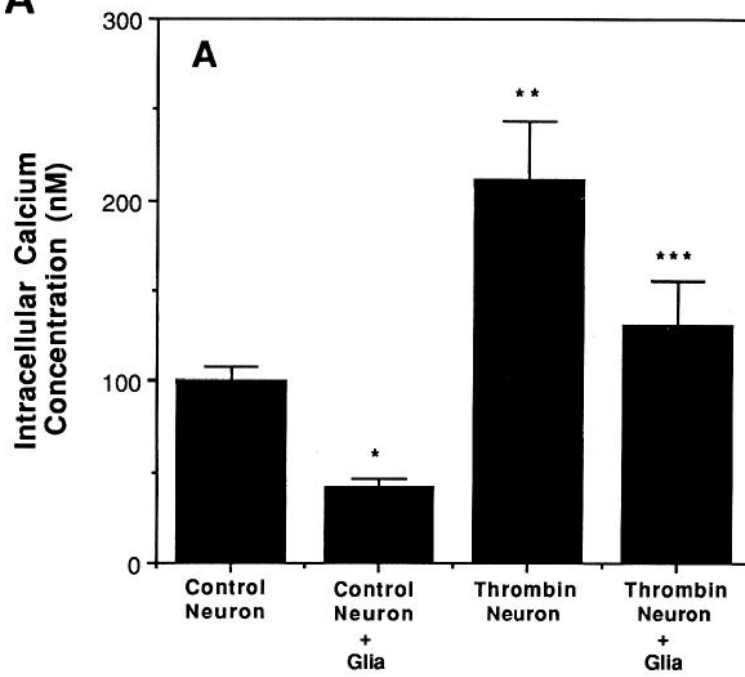 A
300
A
**
200
***
100
*
0
Intracellular Calcium
Concentration (nM)
Control
Neuron
Control
Neuron
+
Glia
Thrombin
Neuron
Thrombin
Neuron
+
Glia